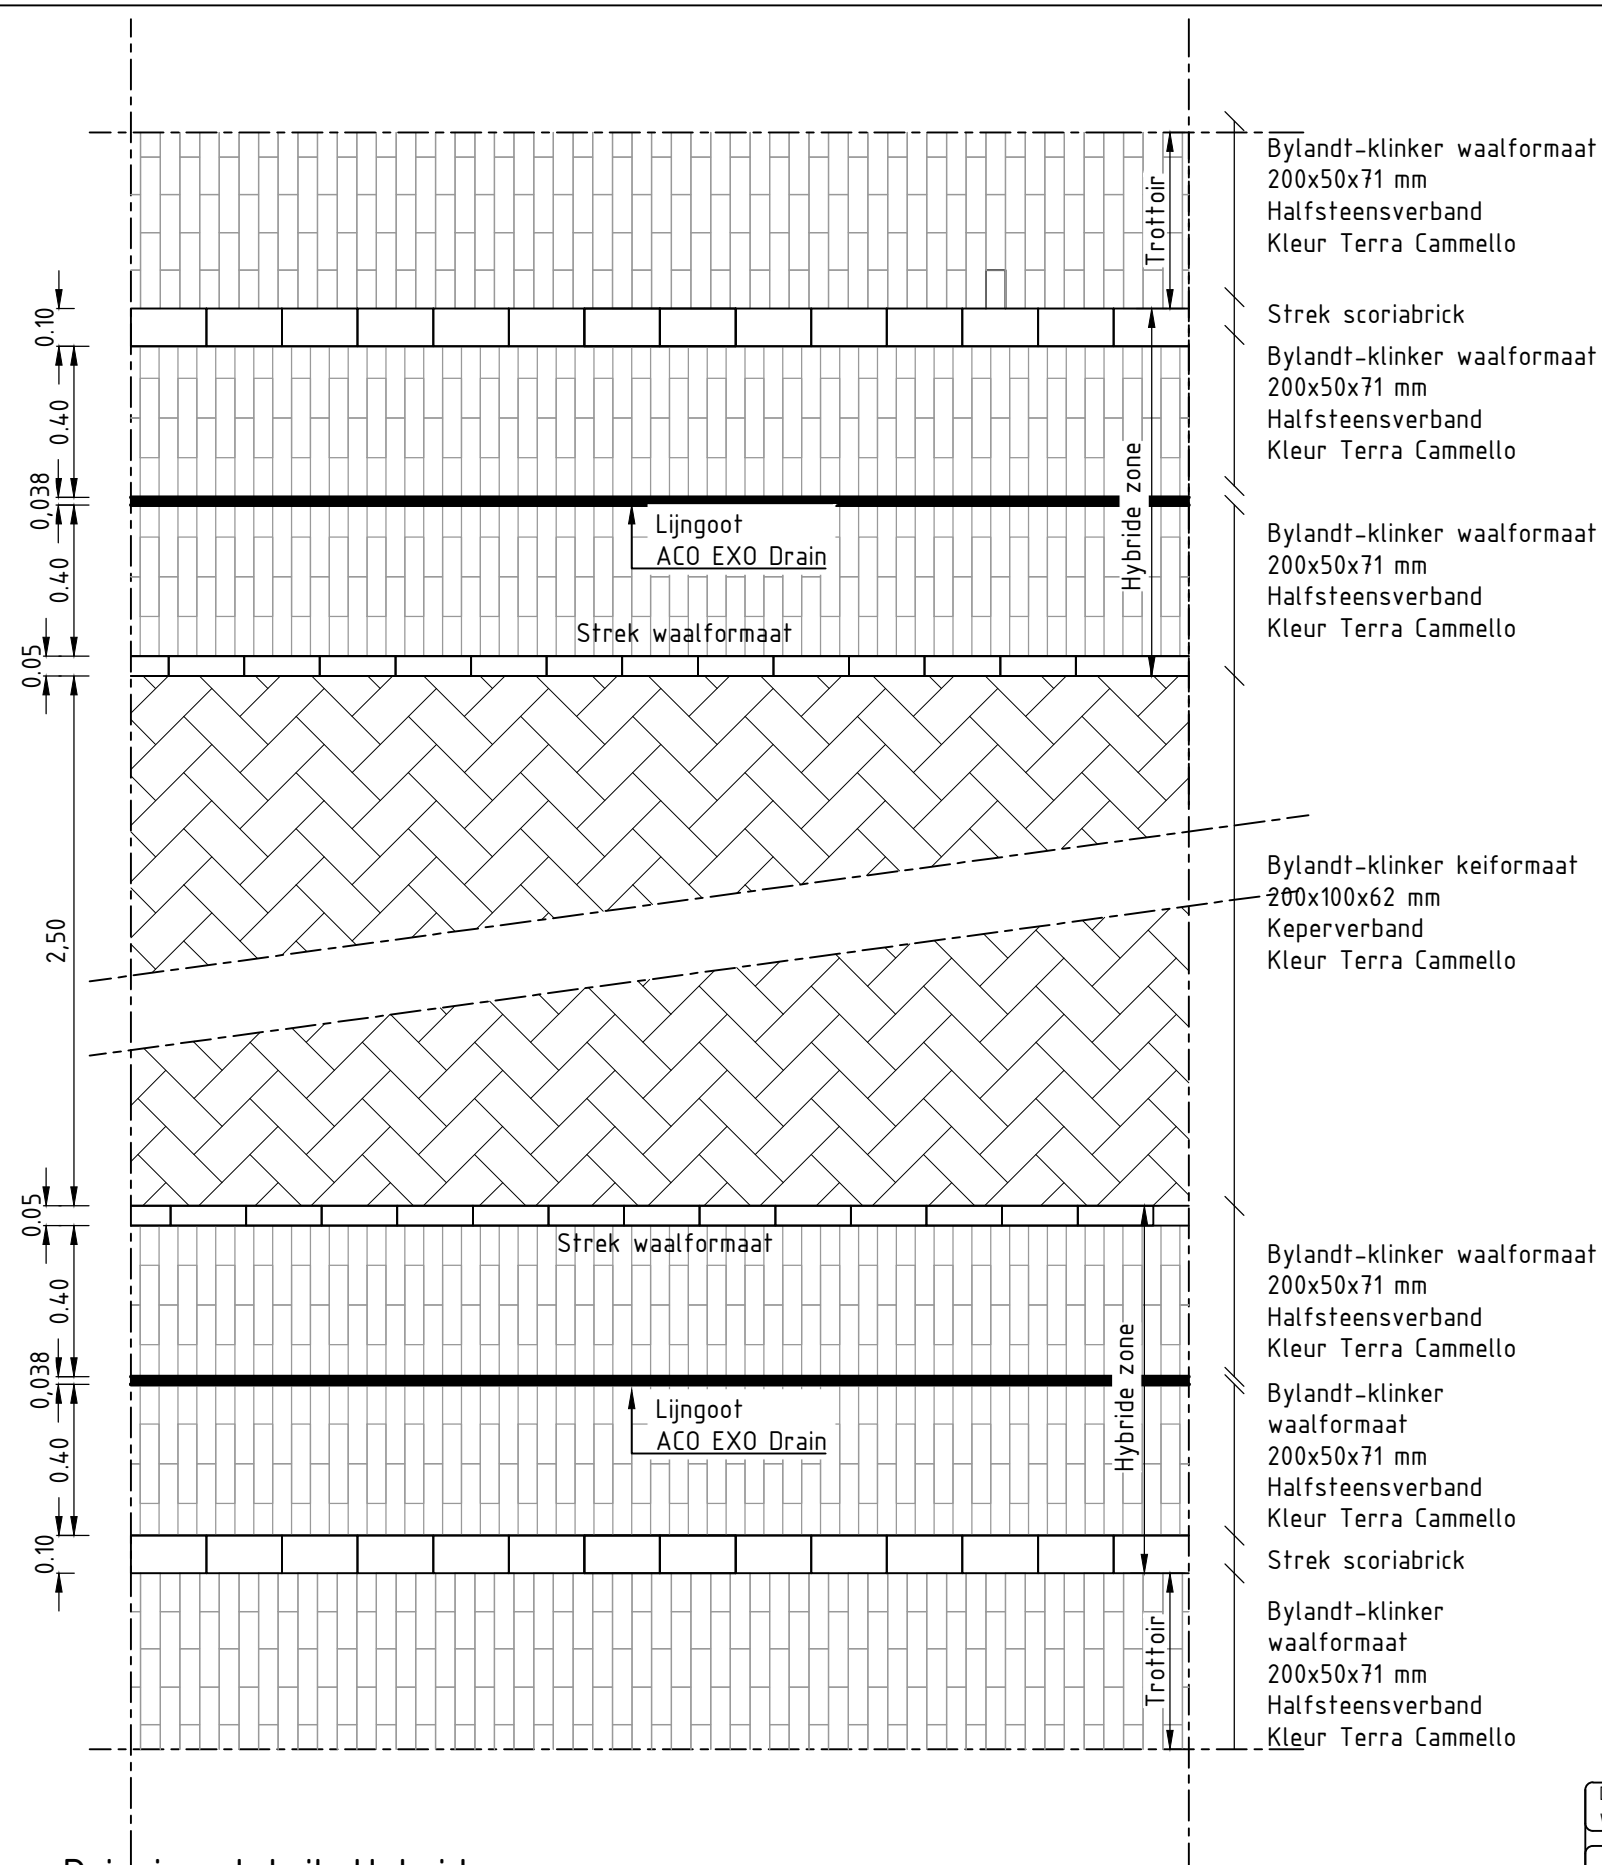 Bylandt-klinker waalformaat
200x50x71 mm
Halfsteensverband
Kleur Terra Cammello
Trottoir
0.10
Strek scoriabrick
0.40
Bylandt-klinker waalformaat
200x50x71 mm
Halfsteensverband
Kleur Terra Cammello
Hybride zone
0,038
Lijngoot
ACO EXO Drain
0.40
Bylandt-klinker waalformaat
200x50x71 mm
Halfsteensverband
Kleur Terra Cammello
Strek waalformaat
0.05
2,50
Bylandt-klinker keiformaat
200x100x62 mm
Keperverband
Kleur Terra Cammello
0.05
Strek waalformaat
0.40
Bylandt-klinker waalformaat
200x50x71 mm
Halfsteensverband
Kleur Terra Cammello
Hybride zone
0,038
Lijngoot
ACO EXO Drain
0.40
Bylandt-klinker
waalformaat
200x50x71 mm
Halfsteensverband
Kleur Terra Cammello
0.10
Strek scoriabrick
Trottoir
Bylandt-klinker
waalformaat
200x50x71 mm
Halfsteensverband
Kleur Terra Cammello